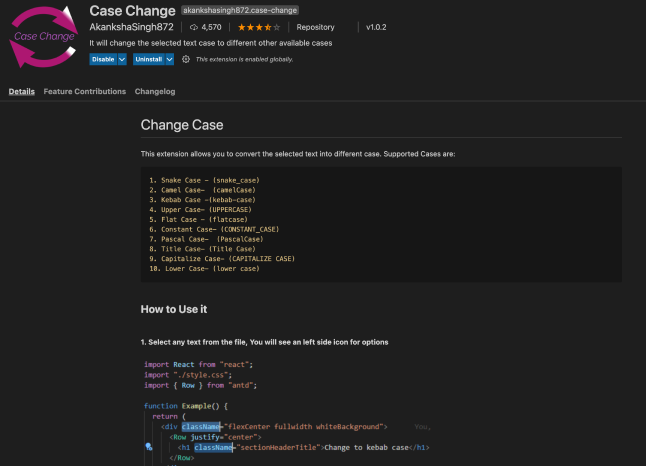 Case Change
Case Change akankshasingh872.case-change
AkankshaSingh872 4,570 Repository v1.0.2
It will change the selected text case to different other available cases
Disable Uninstall This extension is enabled globally.
Details Feature Contributions Changelog
Change Case
This extension allows you to convert the selected text into different case. Supported Cases are:
1. Snake Case - (snake_case)
2. Camel Case- (camelCase)
3. Kebab Case -(kebab-case)
4. Upper Case- (UPPERCASE)
5. Flat Case - (flatcase)
6. Constant Case- (CONSTANT_CASE)
7. Pascal Case- (PascalCase)
8. Title Case- (Title Case)
9. Capitalize Case- (CAPITALIZE CASE)
10. Lower Case- (lower case)
How to Use it
1. Select any text from the file, You will see an left side icon for options
import React from "react";
import "./style.css";
import { Row } from "antd";
function Example() {
return (
<div className="flexCenter fullwidth whiteBackground"> You,
<Row justify="center">
<h1 className="sectionHeaderTitle">Change to kebab case</h1>
</Row>